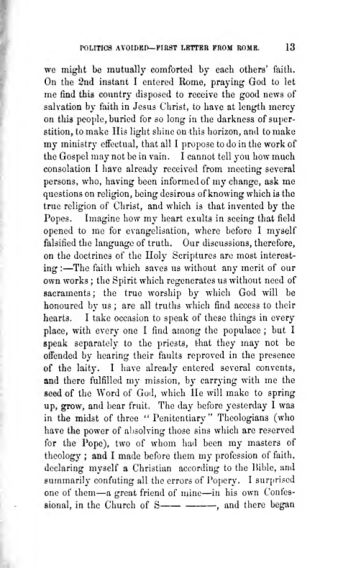 POLITICS AVOIDED—FIRST LETTER FROM ROME. 13
we might be mutually comforted by each others' faith.
On the 2nd instant I entered Rome, praying God to let
me find this country disposed to receive the good news of
salvation by faith in Jesus Christ, to have at length mercy
on this people, buried for so long in the darkness of super-
stition, to make His light shine on this horizon, and to make
my ministry effectual, that all I propose to do in the work of
the Gospel may not be in vain. I cannot tell you how much
consolation I have already received from meeting several
persons, who, having been informed of my change, ask me
questions on religion, being desirous of knowing which is the
true religion of Christ, and which is that invented by the
Popes. Imagine how my heart exults in seeing that field
opened to me for evangelisation, where before I myself
falsified the language of truth. Our discussions, therefore,
on the doctrines of the Holy Scriptures are most interest-
ing :—The faith which saves us without any merit of our
own works ; the Spirit which regenerates us without need of
sacraments ; the true worship by which God will be
honoured by us ; are all truths which find access to their
hearts. I take occasion to speak of these things in every
place, with every one I find among the populace ; but I
speak separately to the priests, that they may not be
offended by hearing their faults reproved in the presence
of the laity. I have already entered several convents,
and there fulfilled my mission, by carrying with me the
seed of the Word of God, which He will make to spring
up, grow, and bear fruit. The day before yesterday I was
in the midst of three " Penitentiary" Theologians (who
have the power of absolving those sins which are reserved
for the Pope), two of whom had been my masters of
theology ; and I made before them my profession of faith,
declaring myself a Christian according to the Bible, and
summarily confuting all the errors of Popery. I surprised
one of them—a great friend of mine—in his own Confes-
sional, in the Church of S—— ———, and there began